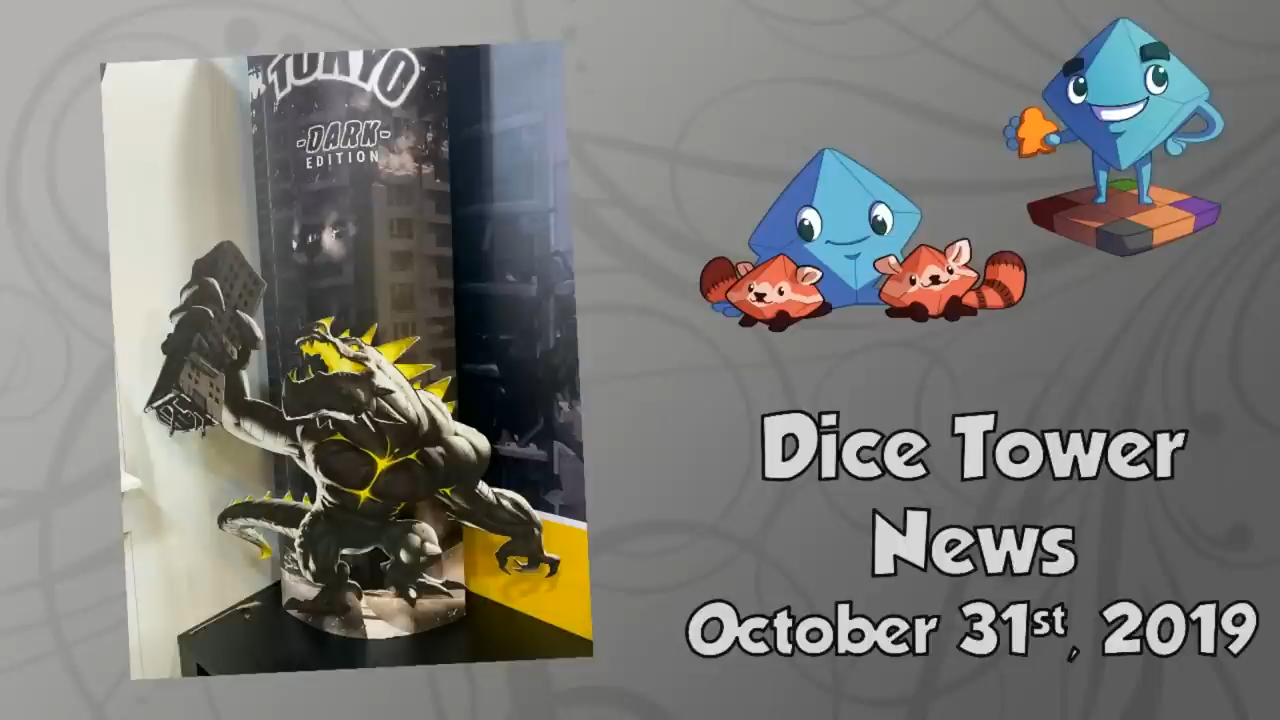 TOKYO
-DARK-
EDITION
Dice Tower
News
October 31st, 2019